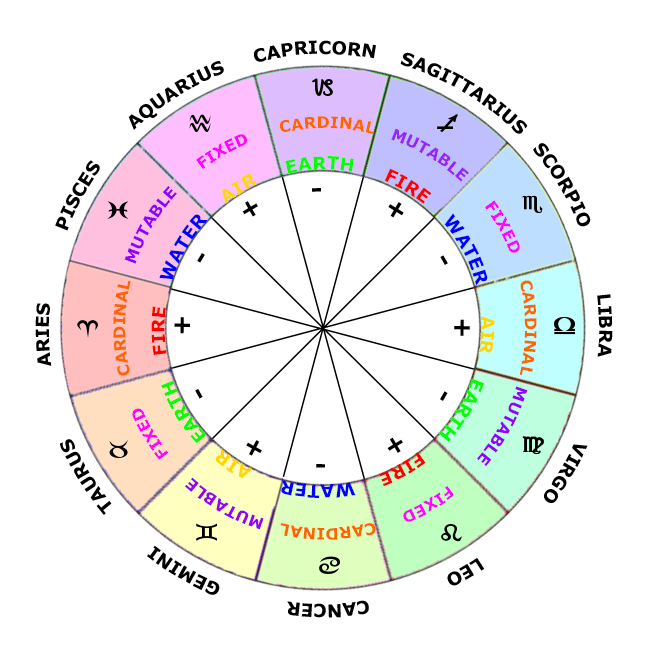 CAPRICORN
♑
CARDINAL
EARTH
-
SAGITTARIUS
♐
MUTABLE
FIRE
+
SCORPIO
♏
FIXED
WATER
-
LIBRA
♎
CARDINAL
AIR
+
VIRGO
♍
MUTABLE
EARTH
-
LEO
♌
FIXED
FIRE
+
CANCER
♋
CARDINAL
WATER
-
GEMINI
♊
MUTABLE
AIR
+
TAURUS
♉
FIXED
EARTH
-
ARIES
♈
CARDINAL
FIRE
+
PISCES
♓
MUTABLE
WATER
-
AQUARIUS
♒
FIXED
AIR
+